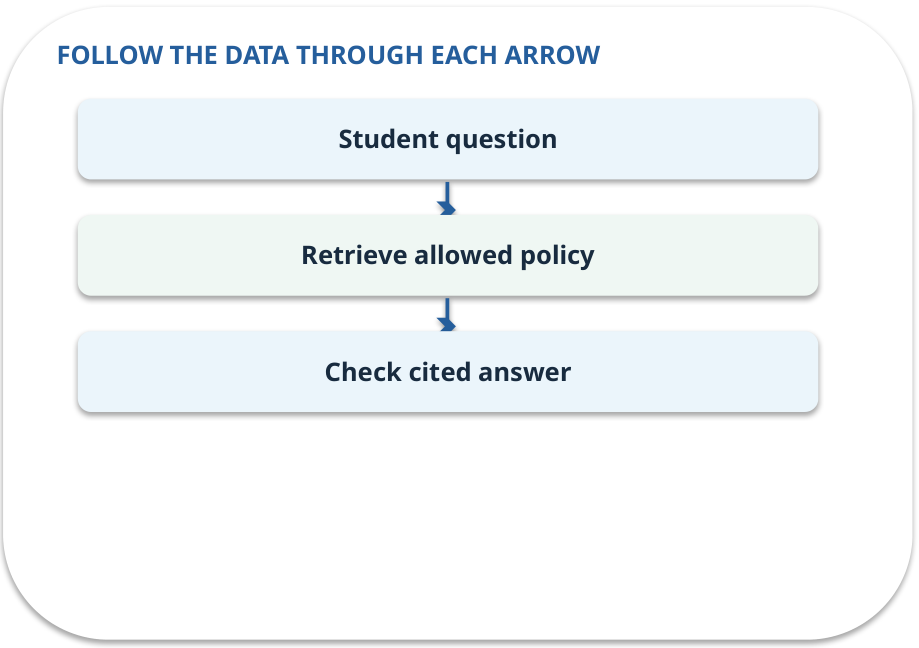 FOLLOW THE DATA THROUGH EACH ARROW
Student question
Retrieve allowed policy
Check cited answer